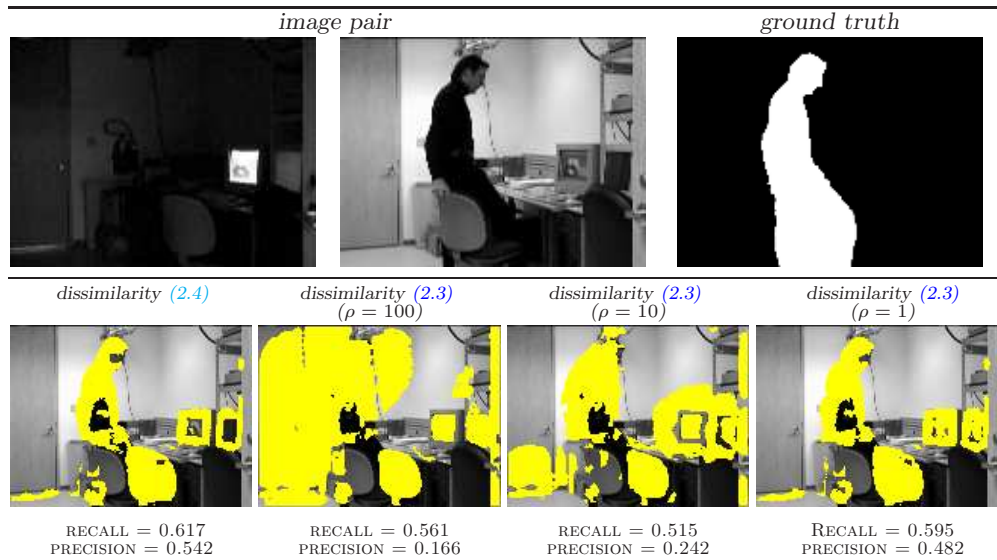 image pair ground truth
dissimilarity (2.4) dissimilarity (2.3) dissimilarity (2.3) dissimilarity (2.3)
(ρ = 100) (ρ = 10) (ρ = 1)
RECALL = 0.617 RECALL = 0.561 RECALL = 0.515 RECALL = 0.595
PRECISION = 0.542 PRECISION = 0.166 PRECISION = 0.242 PRECISION = 0.482